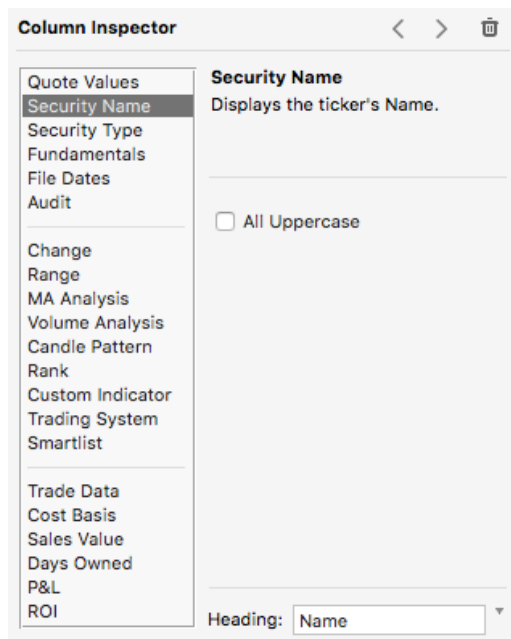 Column Inspector
Quote Values
Security Name
Security Type
Fundamentals
File Dates
Audit
Change
Range
MA Analysis
Volume Analysis
Candle Pattern
Rank
Custom Indicator
Trading System
Smartlist
Trade Data
Cost Basis
Sales Value
Days Owned
P&L
ROI
Security Name
Displays the ticker's Name.
All Uppercase
Heading: Name